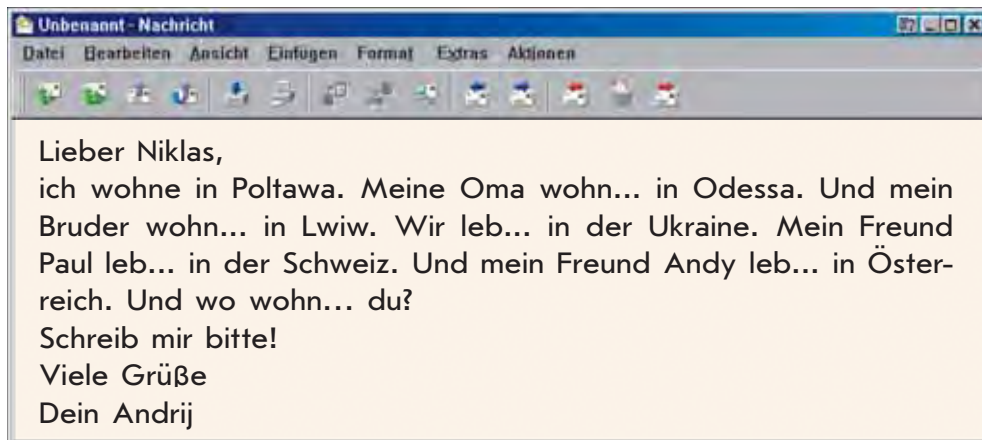 Unbenannt - Nachricht
Datei Bearbeiten Ansicht Einfügen Format Extras Aktionen
Lieber Niklas,
ich wohne in Poltawa. Meine Oma wohn... in Odessa. Und mein
Bruder wohn... in Lwiw. Wir leb... in der Ukraine. Mein Freund
Paul leb... in der Schweiz. Und mein Freund Andy leb... in Öster-
reich. Und wo wohn... du?
Schreib mir bitte!
Viele Grüße
Dein Andrij